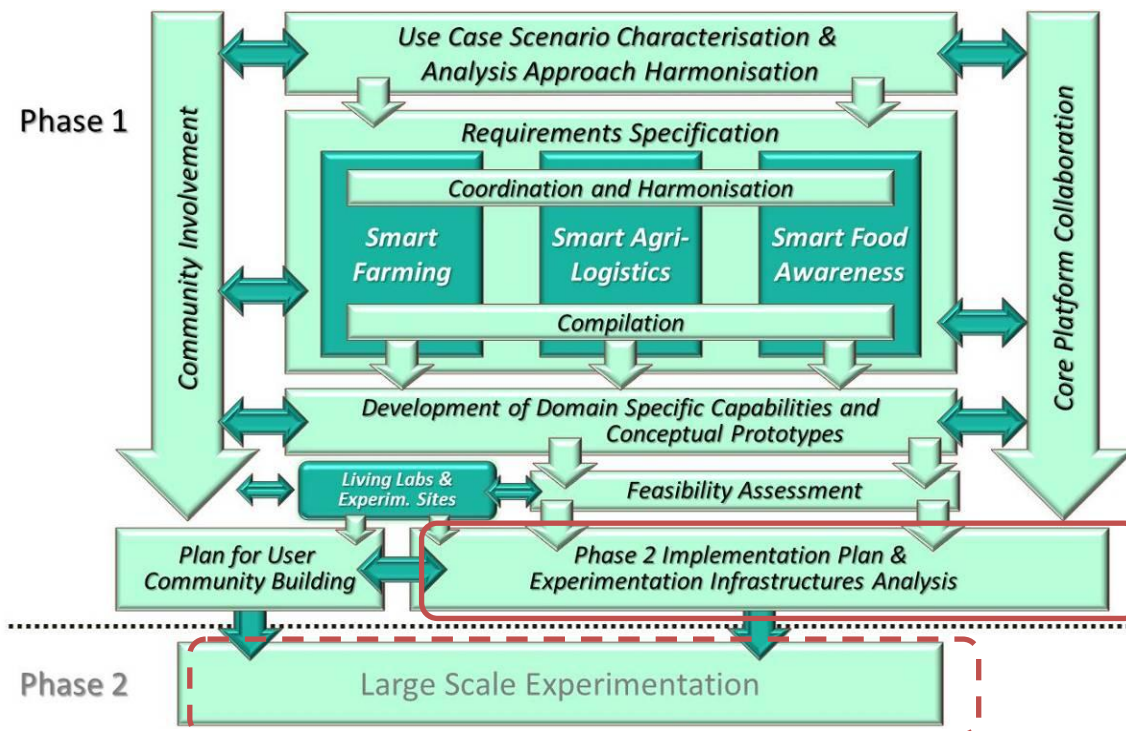 Use Case Scenario Characterisation &
Analysis Approach Harmonisation
Phase 1
Community Involvement
Core Platform Collaboration
Requirements Specification
Coordination and Harmonisation
Smart
Farming
Smart Agri-
Logistics
Smart Food
Awareness
Compilation
Development of Domain Specific Capabilities and
Conceptual Prototypes
Living Labs &
Experim. Sites
Feasibility Assessment
Plan for User
Community Building
Phase 2 Implementation Plan &
Experimentation Infrastructures Analysis
Phase 2
Large Scale Experimentation